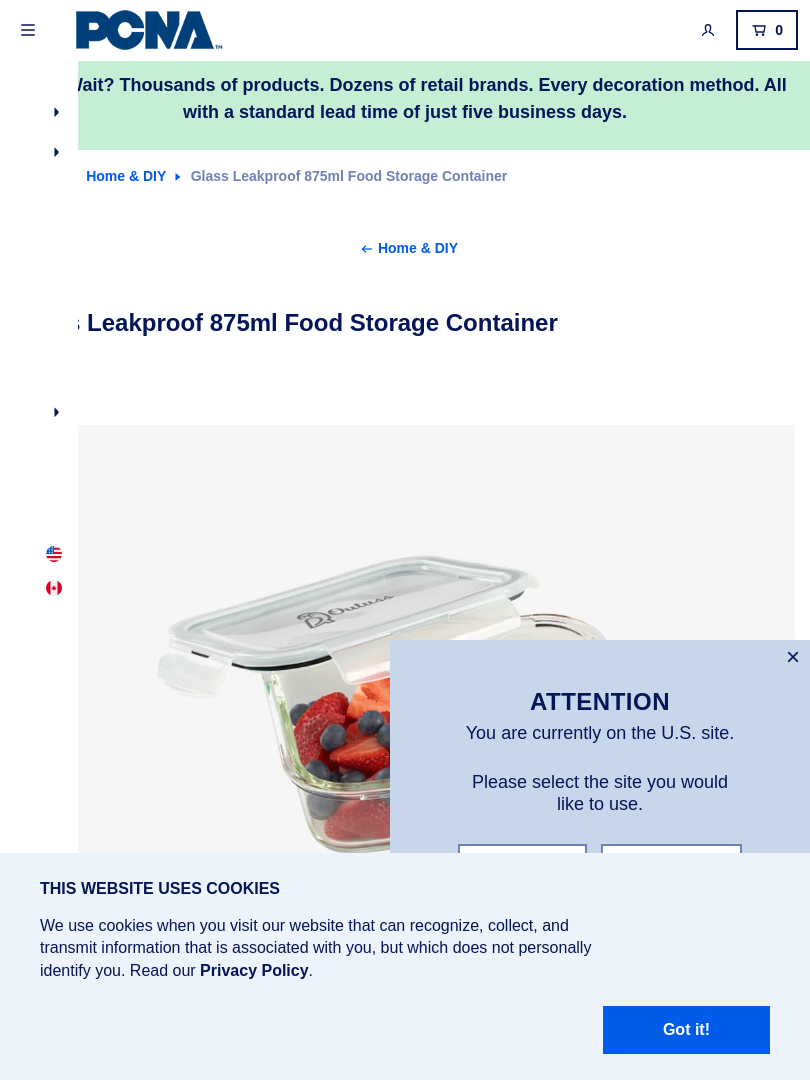 PCNA™
0
Wait? Thousands of products. Dozens of retail brands. Every decoration method. All
with a standard lead time of just five business days.
Home & DIY
Glass Leakproof 875ml Food Storage Container
Home & DIY
Leakproof 875ml Food Storage Container
Outuss
ATTENTION
You are currently on the U.S. site.
Please select the site you would
like to use.
THIS WEBSITE USES COOKIES
We use cookies when you visit our website that can recognize, collect, and
transmit information that is associated with you, but which does not personally
identify you. Read our Privacy Policy.
Got it!